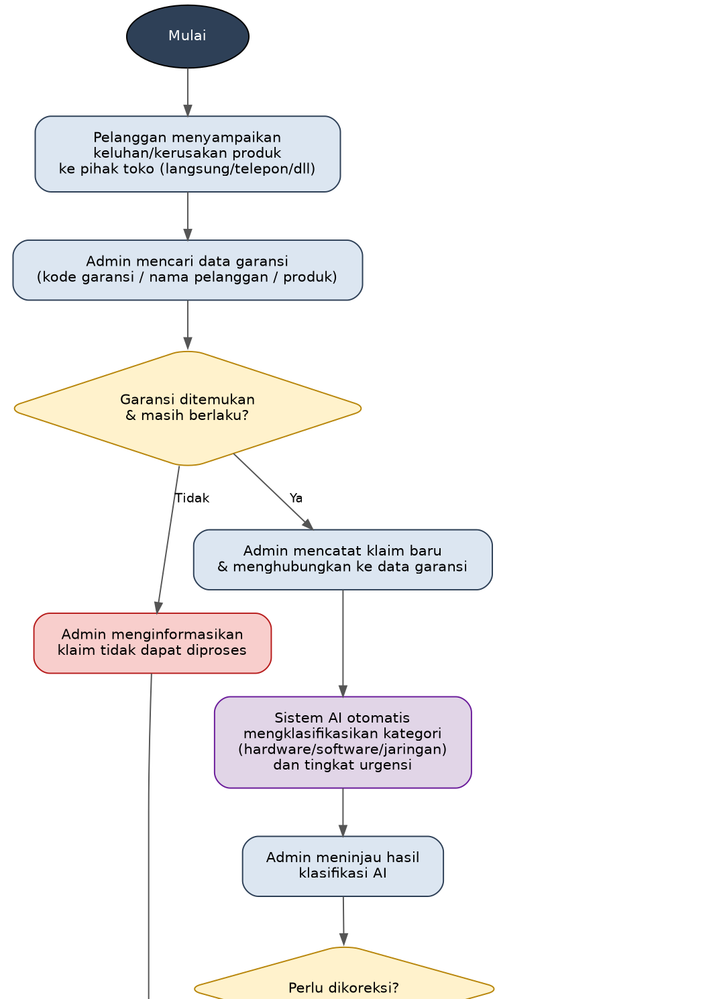 Mulai
Pelanggan menyampaikan
keluhan/kerusakan produk
ke pihak toko (langsung/telepon/dll)
Admin mencari data garansi
(kode garansi / nama pelanggan / produk)
Garansi ditemukan
& masih berlaku?
Tidak
Ya
Admin mencatat klaim baru
& menghubungkan ke data garansi
Admin menginformasikan
klaim tidak dapat diproses
Sistem AI otomatis
mengklasifikasikan kategori
(hardware/software/jaringan)
dan tingkat urgensi
Admin meninjau hasil
klasifikasi AI
Perlu dikoreksi?